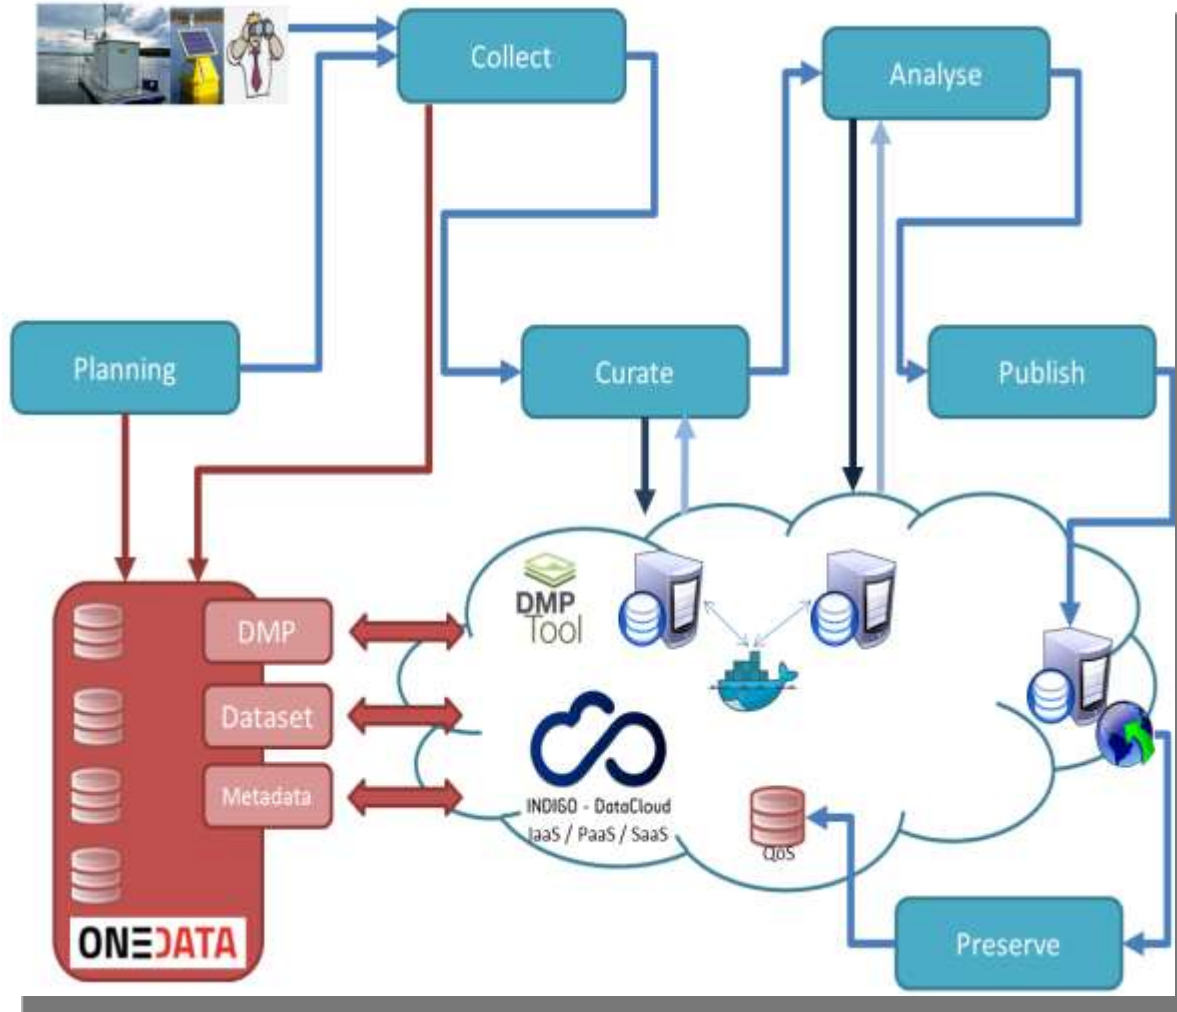 Collect
Analyse
Planning
Curate
Publish
DMP
Tool
DMP
Dataset
Metadata
INDIGO - DataCloud
IaaS / PaaS / SaaS
QoS
ONEDATA
Preserve